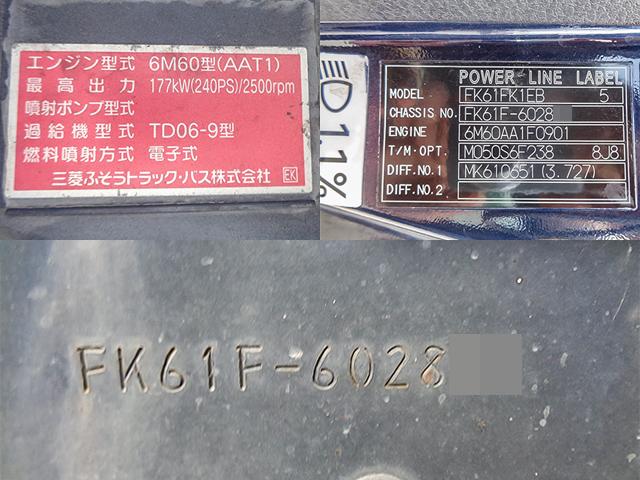 エンジン型式 6M60型(AAT1)
最高出力 177kW(240PS)/2500rpm
噴射ポンプ型式
過給機型式 TD06-9型
燃料噴射方式 電子式
三菱ふそうトラック・バス株式会社 EK
1.1%
POWER LINE LABEL
MODEL FK61FK1EB 5
CHASSIS NO. FK61F-6028
ENGINE 6M60AA1F0901
T/M・OPT. M050S6F238 8J8
DIFF.NO.1 MK610651(3.727)
DIFF.NO.2
FK61F-6028